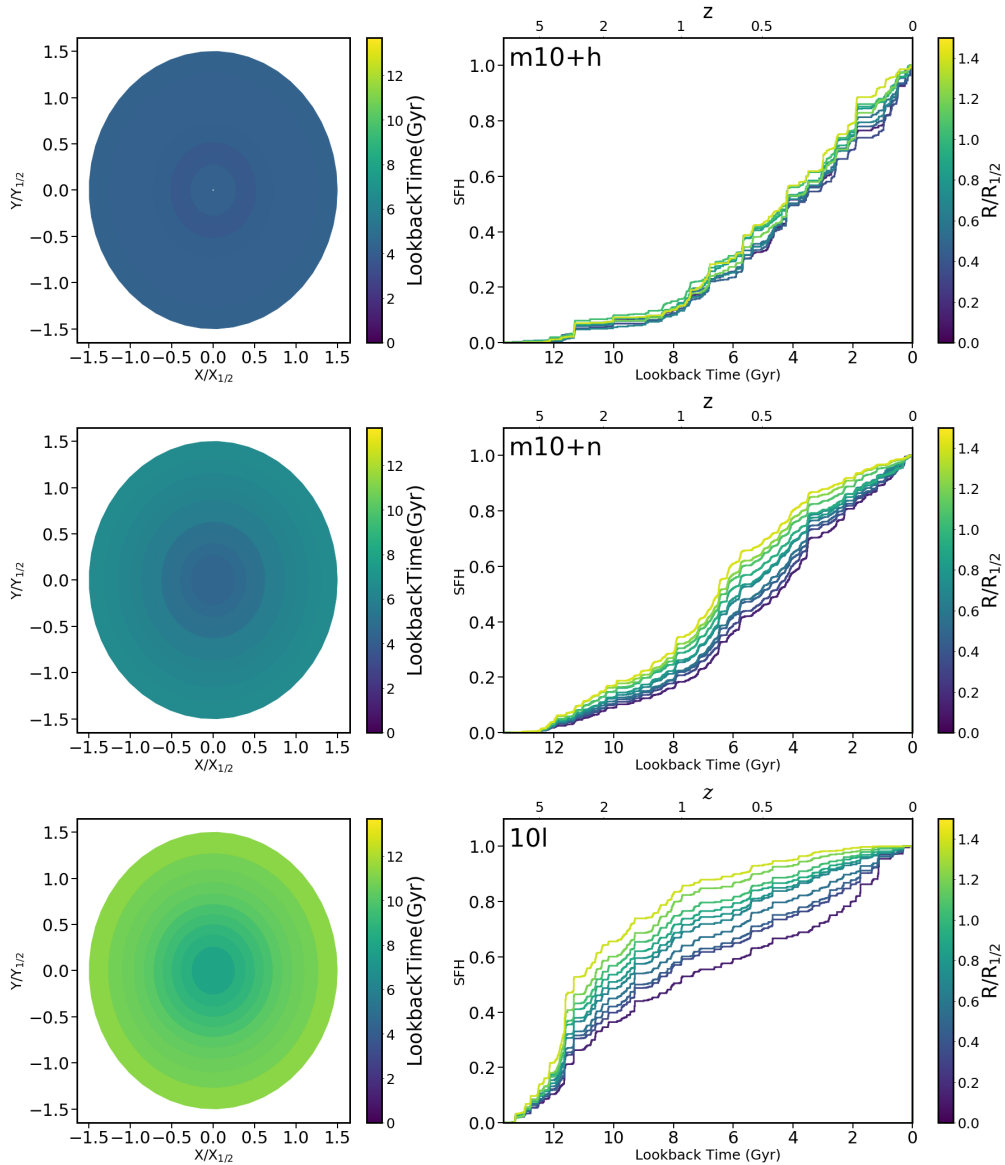 z
5 2 1 0.5 0
1.5
1.0
0.5
0.0
−0.5
−1.0
−1.5
Y/Y1/2
−1.5 −1.0 −0.5 0.0 0.5 1.0 1.5
X/X1/2
12
10
8
6
4
2
0
LookbackTime(Gyr)
m10+h
1.0
0.8
0.6
0.4
0.2
0.0
SFH
12 10 8 6 4 2 0
Lookback Time (Gyr)
1.4
1.2
1.0
0.8
0.6
0.4
0.2
0.0
R/R1/2
z
5 2 1 0.5 0
1.5
1.0
0.5
0.0
−0.5
−1.0
−1.5
Y/Y1/2
−1.5 −1.0 −0.5 0.0 0.5 1.0 1.5
X/X1/2
12
10
8
6
4
2
0
LookbackTime(Gyr)
m10+n
1.0
0.8
0.6
0.4
0.2
0.0
SFH
12 10 8 6 4 2 0
Lookback Time (Gyr)
1.4
1.2
1.0
0.8
0.6
0.4
0.2
0.0
R/R1/2
z
5 2 1 0.5 0
1.5
1.0
0.5
0.0
−0.5
−1.0
−1.5
Y/Y1/2
−1.5 −1.0 −0.5 0.0 0.5 1.0 1.5
X/X1/2
12
10
8
6
4
2
0
LookbackTime(Gyr)
10l
1.0
0.8
0.6
0.4
0.2
0.0
SFH
12 10 8 6 4 2 0
Lookback Time (Gyr)
1.4
1.2
1.0
0.8
0.6
0.4
0.2
0.0
R/R1/2